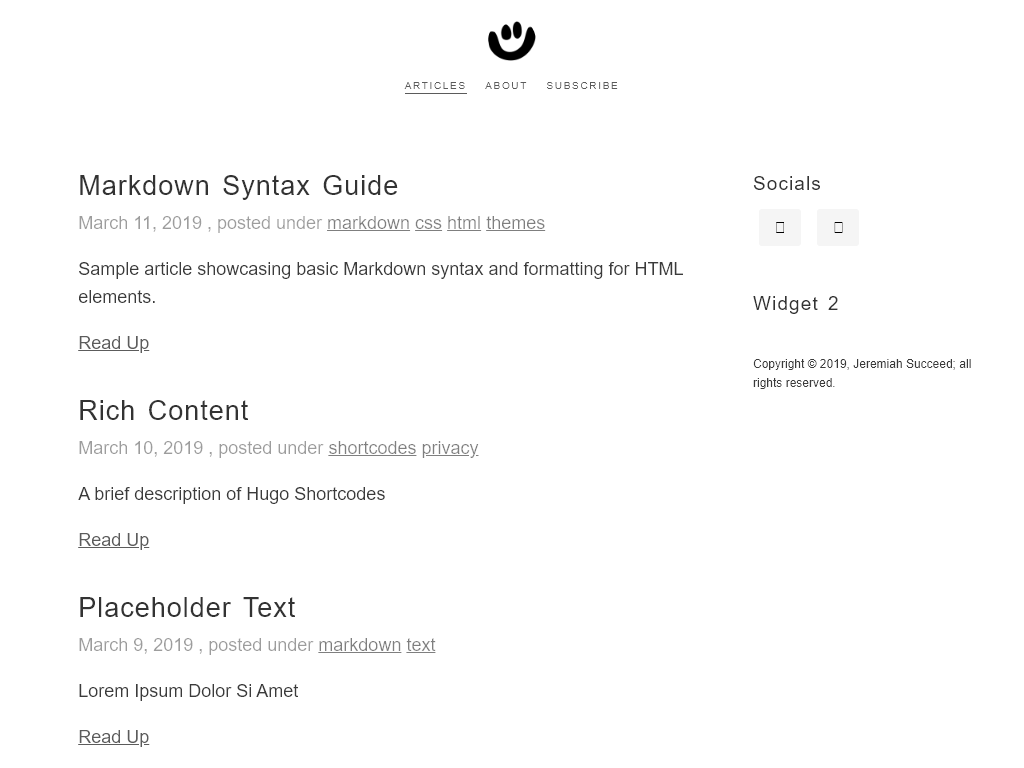 ARTICLES ABOUT SUBSCRIBE
Markdown Syntax Guide
March 11, 2019 , posted under markdown css html themes
Sample article showcasing basic Markdown syntax and formatting for HTML
elements.
Read Up
Rich Content
March 10, 2019 , posted under shortcodes privacy
A brief description of Hugo Shortcodes
Read Up
Placeholder Text
March 9, 2019 , posted under markdown text
Lorem Ipsum Dolor Si Amet
Read Up
Socials
Widget 2
Copyright © 2019, Jeremiah Succeed; all
rights reserved.